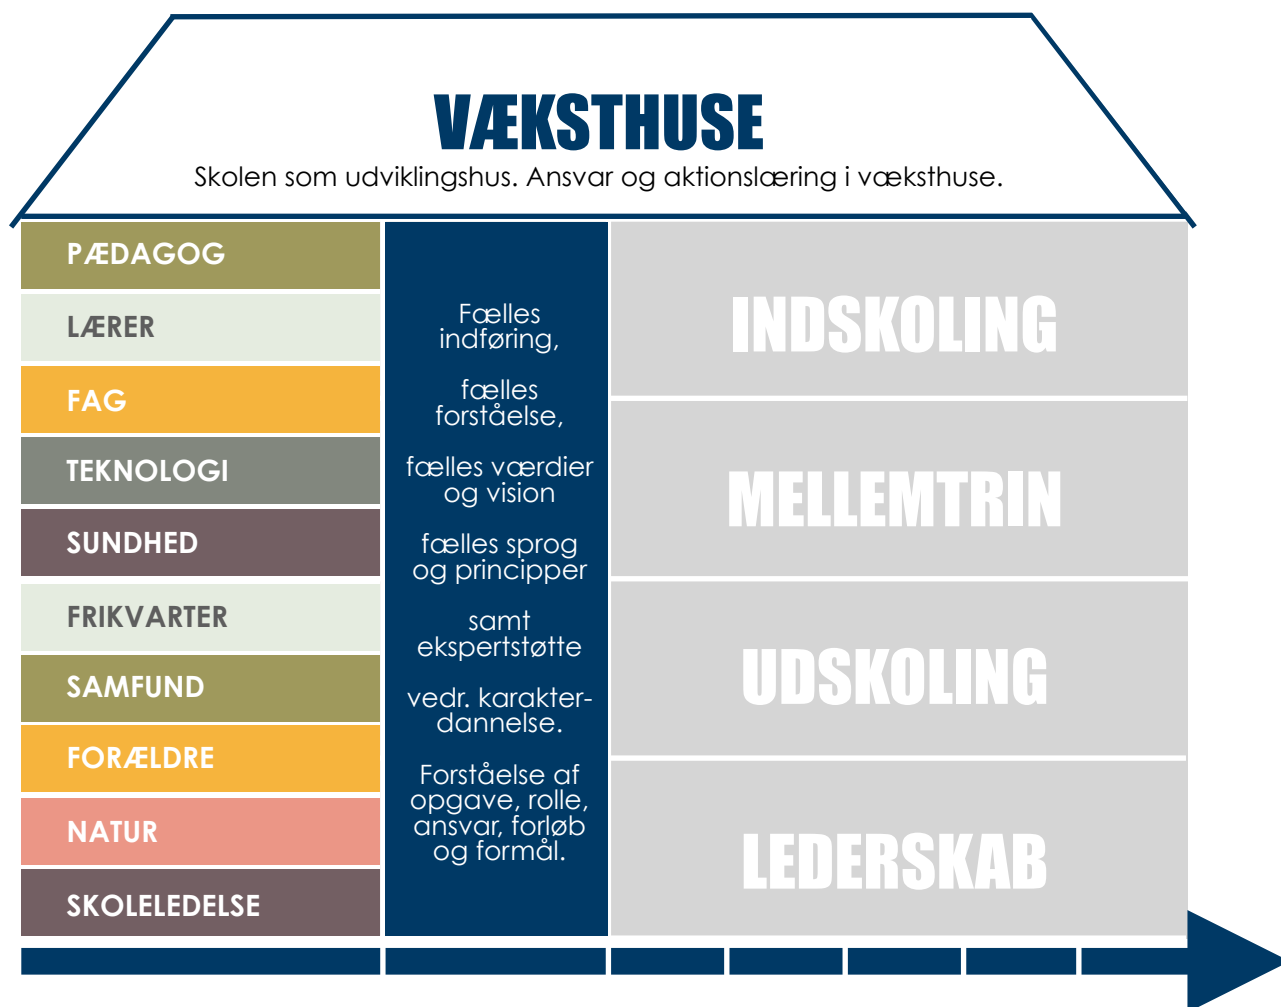 VÆKSTHUSE
Skolen som udviklingshus. Ansvar og aktionslæring i væksthuse.
PÆDAGOG
LÆRER
FAG
TEKNOLOGI
SUNDHED
FRIKVARTER
SAMFUND
FORÆLDRE
NATUR
SKOLELEDELSE
Fælles
indføring,
fælles
forståelse,
fælles værdier
og vision
fælles sprog
og principper
samt
ekspertstøtte
vedr. karakter-
dannelse.
Forståelse af
opgave, rolle,
ansvar, forløb
og formål.
INDSKOLING
MELLEMTRIN
UDSKOLING
LEDERSKAB